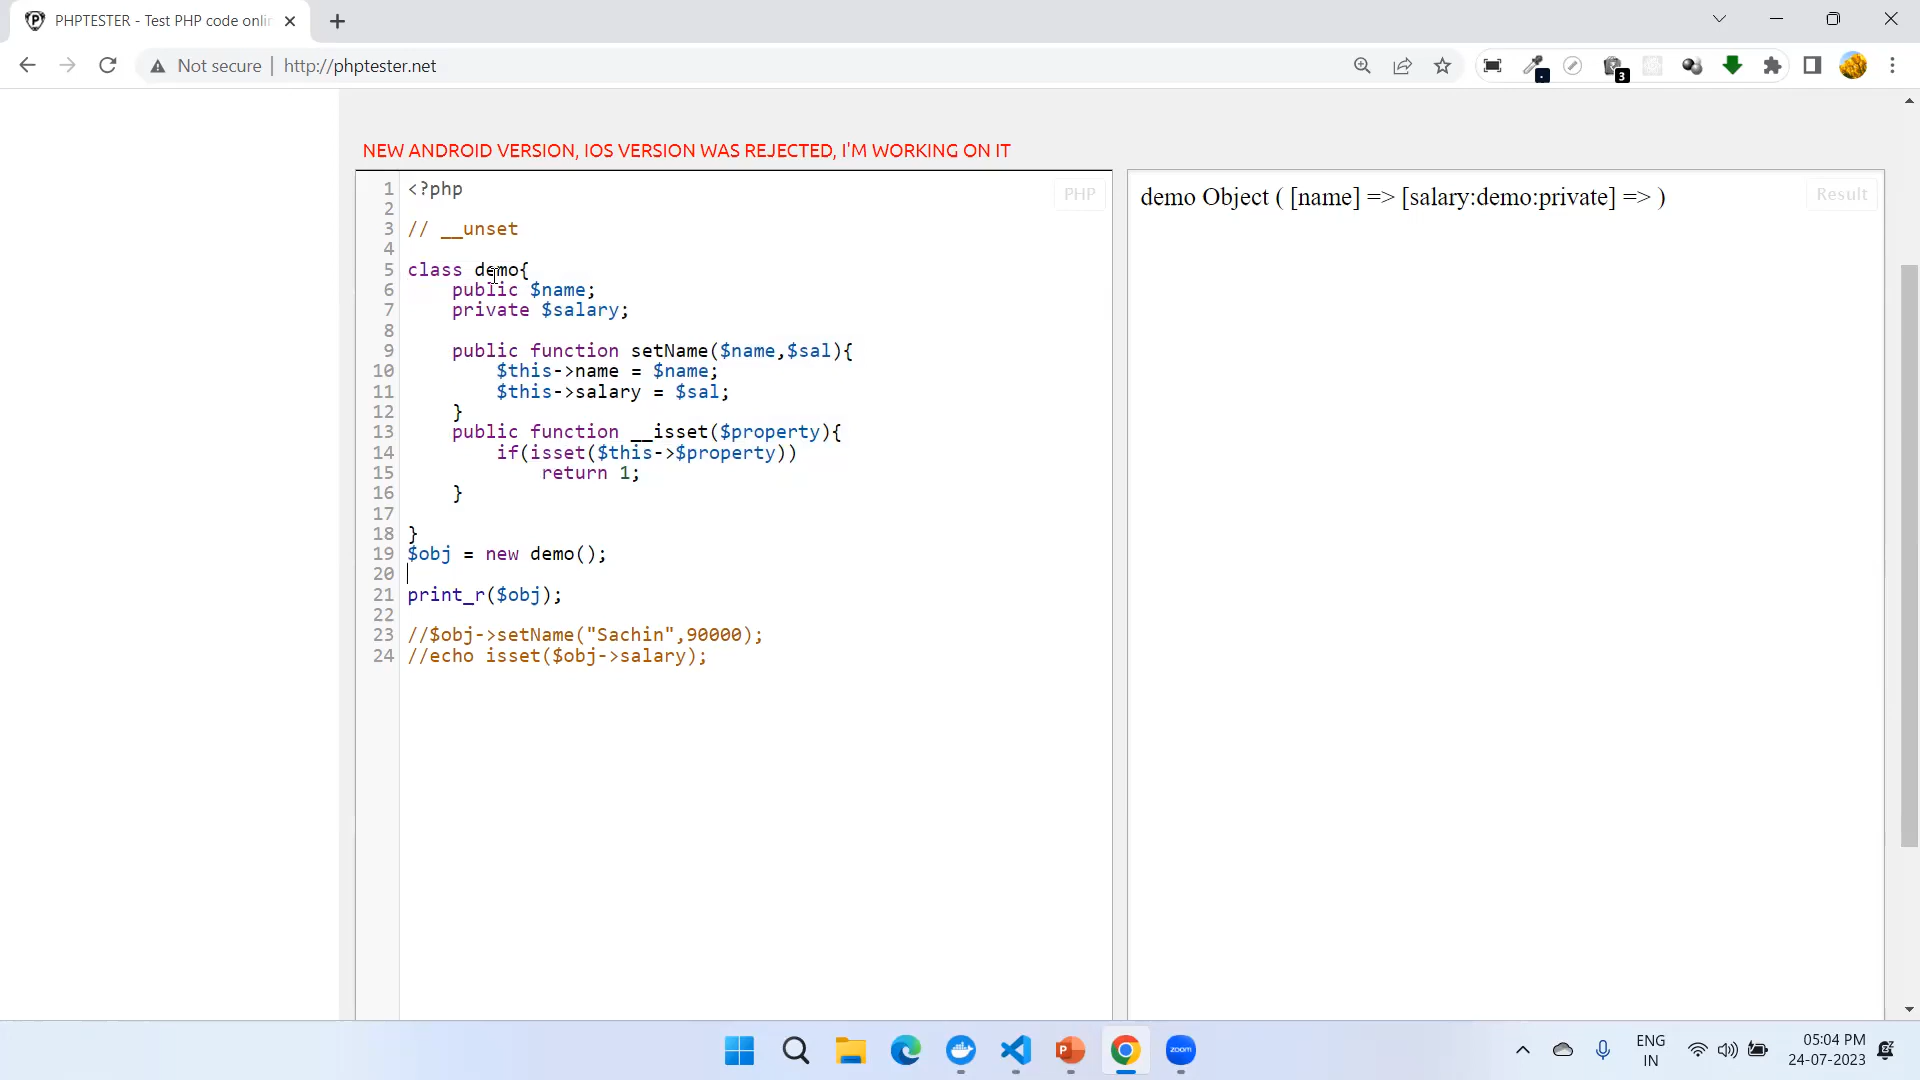 PHPTESTER - Test PHP code onlin
Not secure | http://phptester.net
3
NEW ANDROID VERSION, IOS VERSION WAS REJECTED, I'M WORKING ON IT
PHP
1 <?php
2
3 // __unset
4
5 class demo{
6 public $name;
7 private $salary;
8
9 public function setName($name,$sal){
10 $this->name = $name;
11 $this->salary = $sal;
12 }
13 public function __isset($property){
14 if(isset($this->$property))
15 return 1;
16 }
17
18 }
19 $obj = new demo();
20
21 print_r($obj);
22
23 //$obj->setName("Sachin",90000);
24 //echo isset($obj->salary);
demo Object ( [name] => [salary:demo:private] => )
Result
zoom
ENG
IN
05:04 PM
24-07-2023